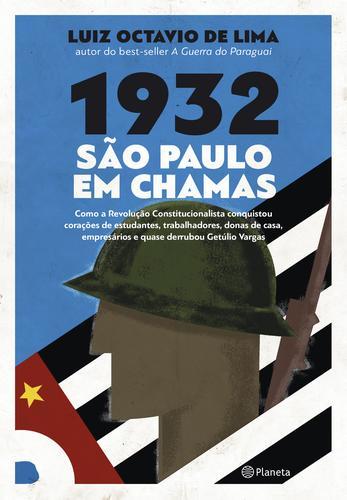 LUIZ OCTAVIO DE LIMA
autor do best-seller A Guerra do Paraguai
1932
SÃO PAULO
EM CHAMAS
Como a Revolução Constitucionalista conquistou
corações de estudantes, trabalhadores, donas de casa,
empresários e quase derrubou Getúlio Vargas
Planeta